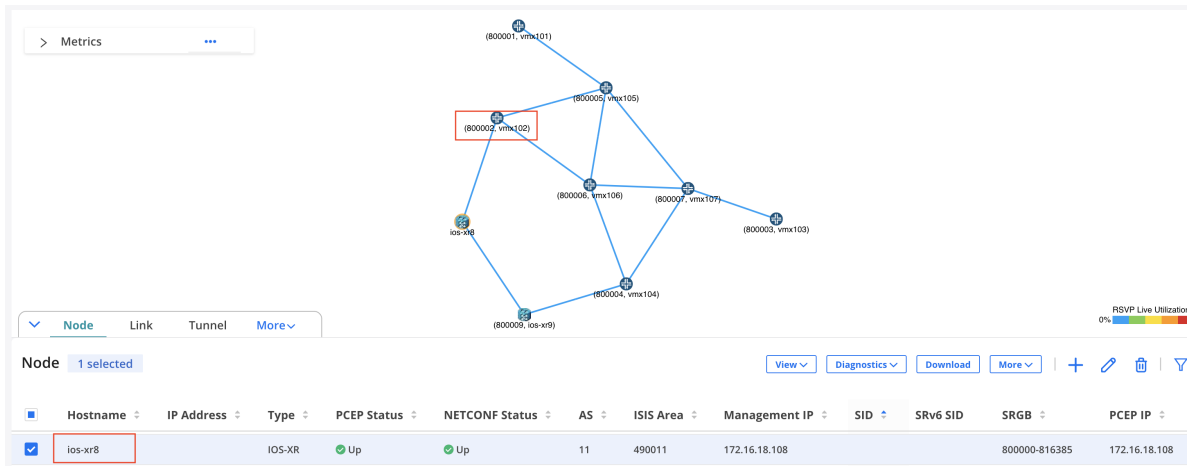 Metrics
(800001, vmx101)
(800005, vmx105)
(800002, vmx102)
(800006, vmx106)
(800007, vmx107)
(800003, vmx103)
ios-xr8
(800004, vmx104)
(800009, ios-xr9)
RSVP Live Utilization
0%
Node Link Tunnel More
Node 1 selected View Diagnostics Download More
Hostname IP Address Type PCEP Status NETCONF Status AS ISIS Area Management IP SID SRv6 SID SRGB PCEP IP
ios-xr8 IOS-XR Up Up 11 490011 172.16.18.108 800000-816385 172.16.18.108